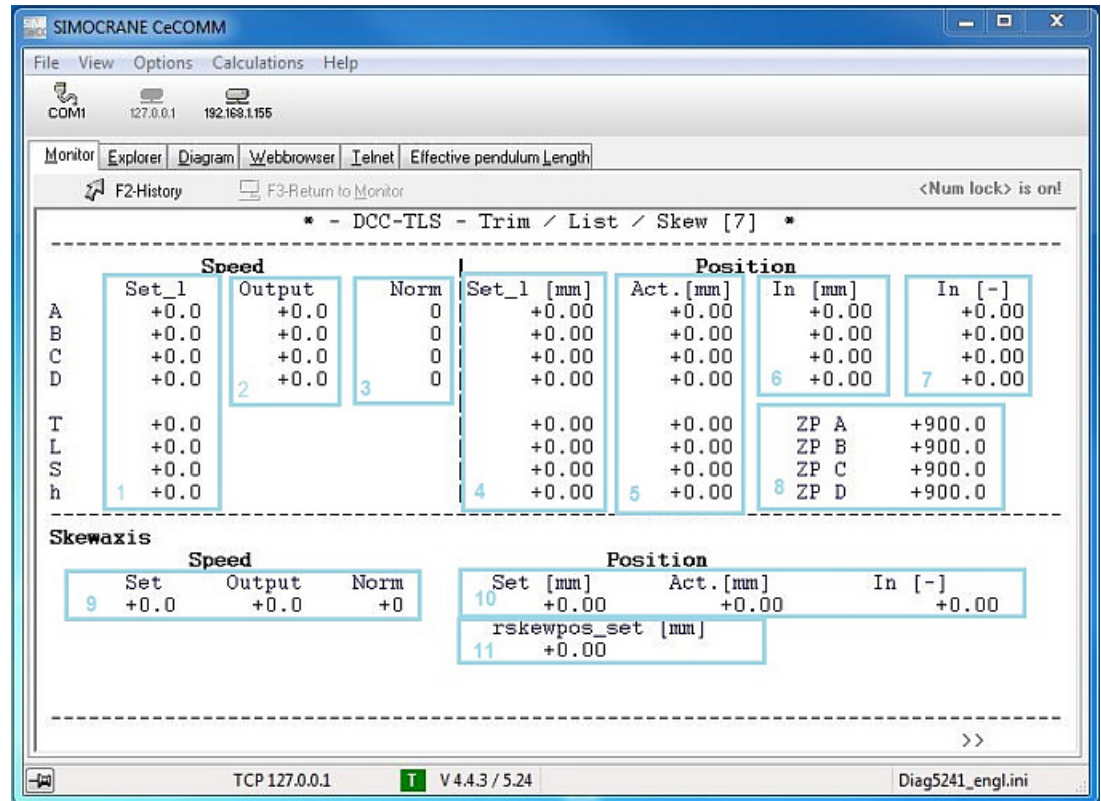 SIMOCRANE CeCOMM
File View Options Calculations Help
COM1 127.0.0.1 192.168.1.155
Monitor Explorer Diagram Webbrowser Telnet Effective pendulum Length
F2-History F3-Return to Monitor <Num lock> is on!
* - DCC-TLS - Trim / List / Skew [7] *
Speed Position
Set_l Output Norm Set_l [mm] Act.[mm] In [mm] In [-]
A +0.0 +0.0 0 +0.00 +0.00 +0.00 +0.00
B +0.0 +0.0 0 +0.00 +0.00 +0.00 +0.00
C +0.0 +0.0 0 +0.00 +0.00 +0.00 +0.00
D +0.0 2 +0.0 3 0 +0.00 +0.00 6 +0.00 7 +0.00
T +0.0 +0.00 +0.00 ZP A +900.0
L +0.0 +0.00 +0.00 ZP B +900.0
S +0.0 +0.00 +0.00 ZP C +900.0
h 1 +0.0 4 +0.00 5 +0.00 8 ZP D +900.0
Skewaxis
Speed Position
Set Output Norm Set [mm] Act.[mm] In [-]
9 +0.0 +0.0 +0 10 +0.00 +0.00 +0.00
rskewpos_set [mm]
11 +0.00
>>
TCP 127.0.0.1 T V 4.4.3 / 5.24 Diag5241_engl.ini